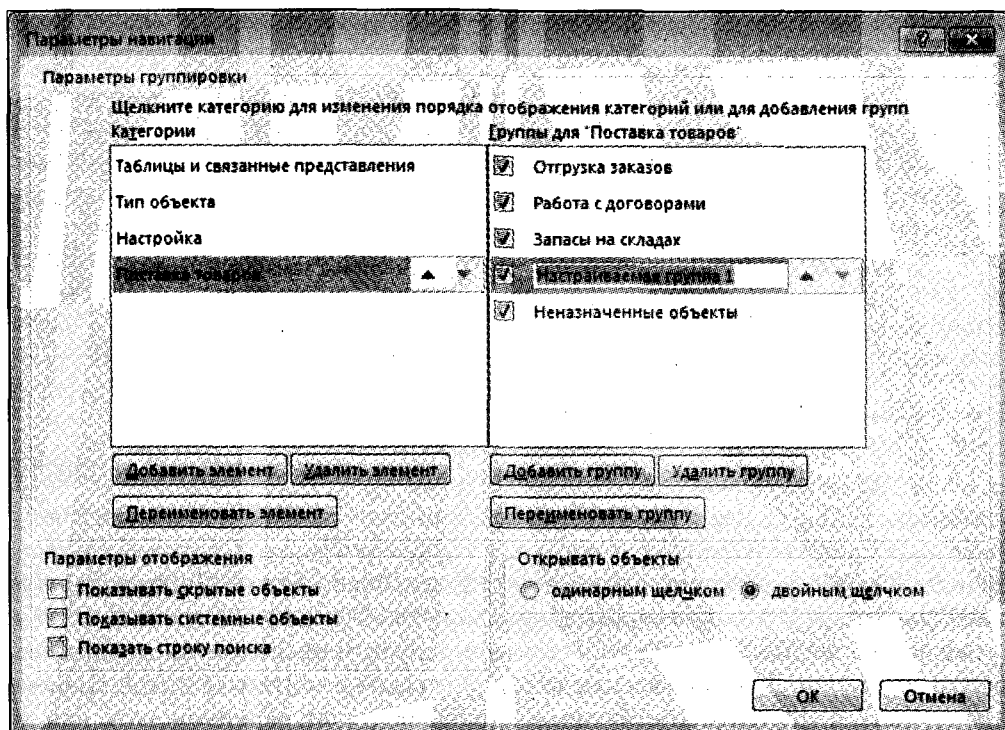 Параметры навигации
Параметры группировки
Щелкните категорию для изменения порядка отображения категорий или для добавления групп
Категории
Группы для "Поставка товаров"
Таблицы и связанные представления
Тип объекта
Настройка
Поставка товаров
Отгрузка заказов
Работа с договорами
Запасы на складах
Настраиваемая группа 1
Неназначенные объекты
Добавить элемент
Удалить элемент
Добавить группу
Удалить группу
Переименовать элемент
Переименовать группу
Параметры отображения
Показывать скрытые объекты
Показывать системные объекты
Показать строку поиска
Открывать объекты
одинарным щелчком
двойным щелчком
ОК
Отмена